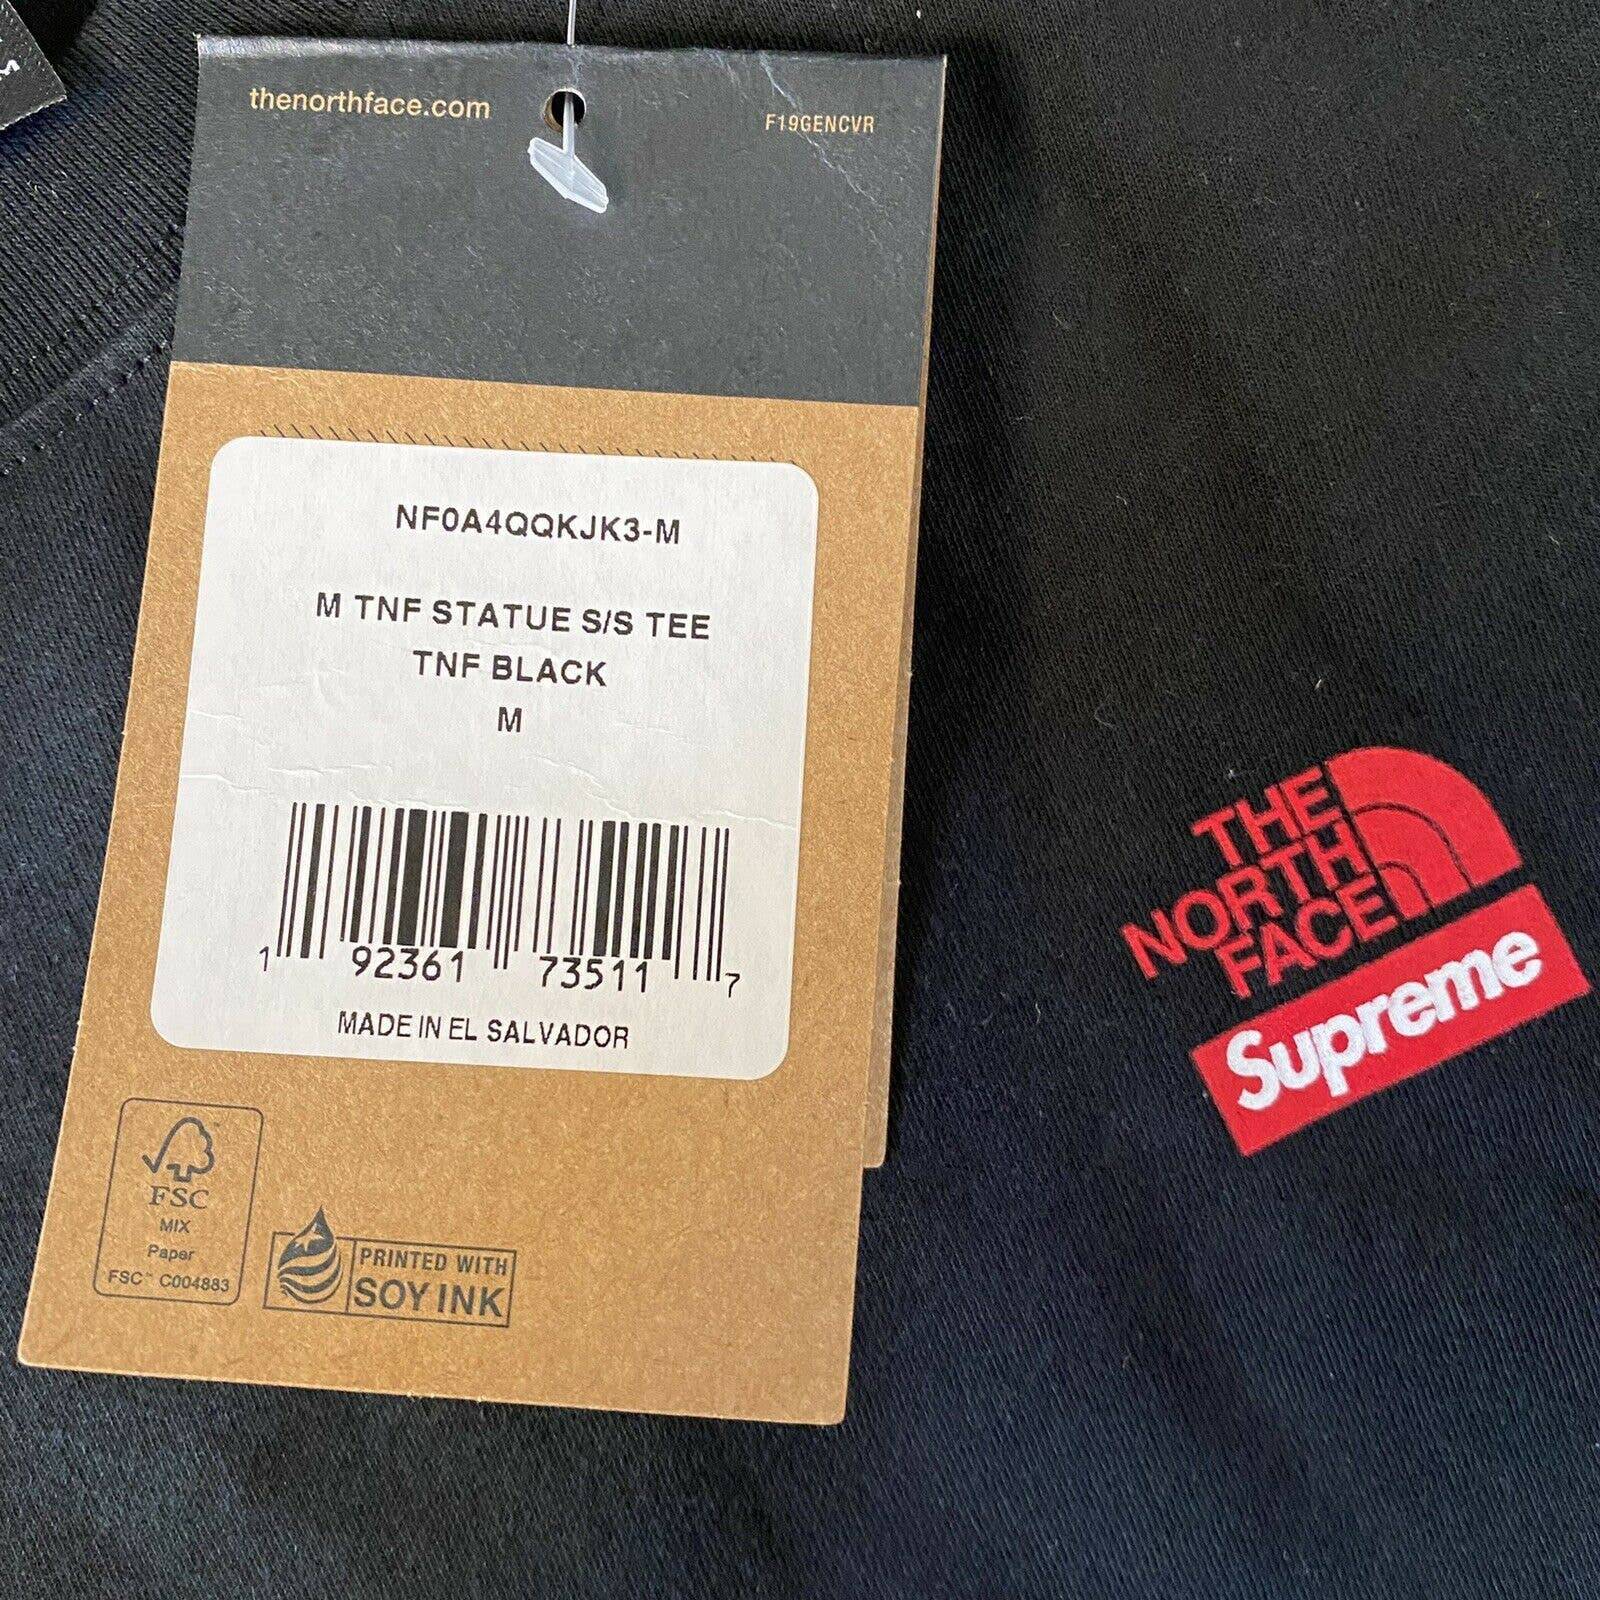 thenorthface.com
F19GENCVR
NF0A4QQKJK3-M
M TNF STATUE S/S TEE
TNF BLACK
M
1 92361 73511 7
MADE IN EL SALVADOR
FSC
MIX
Paper
FSC™ C004883
PRINTED WITH
SOY INK
THE
NORTH
FACE
Supreme